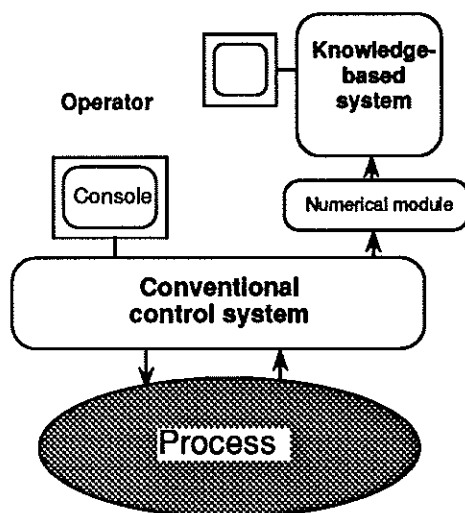 Knowledge-
based
system
Operator
Console
Numerical module
Conventional
control system
Process